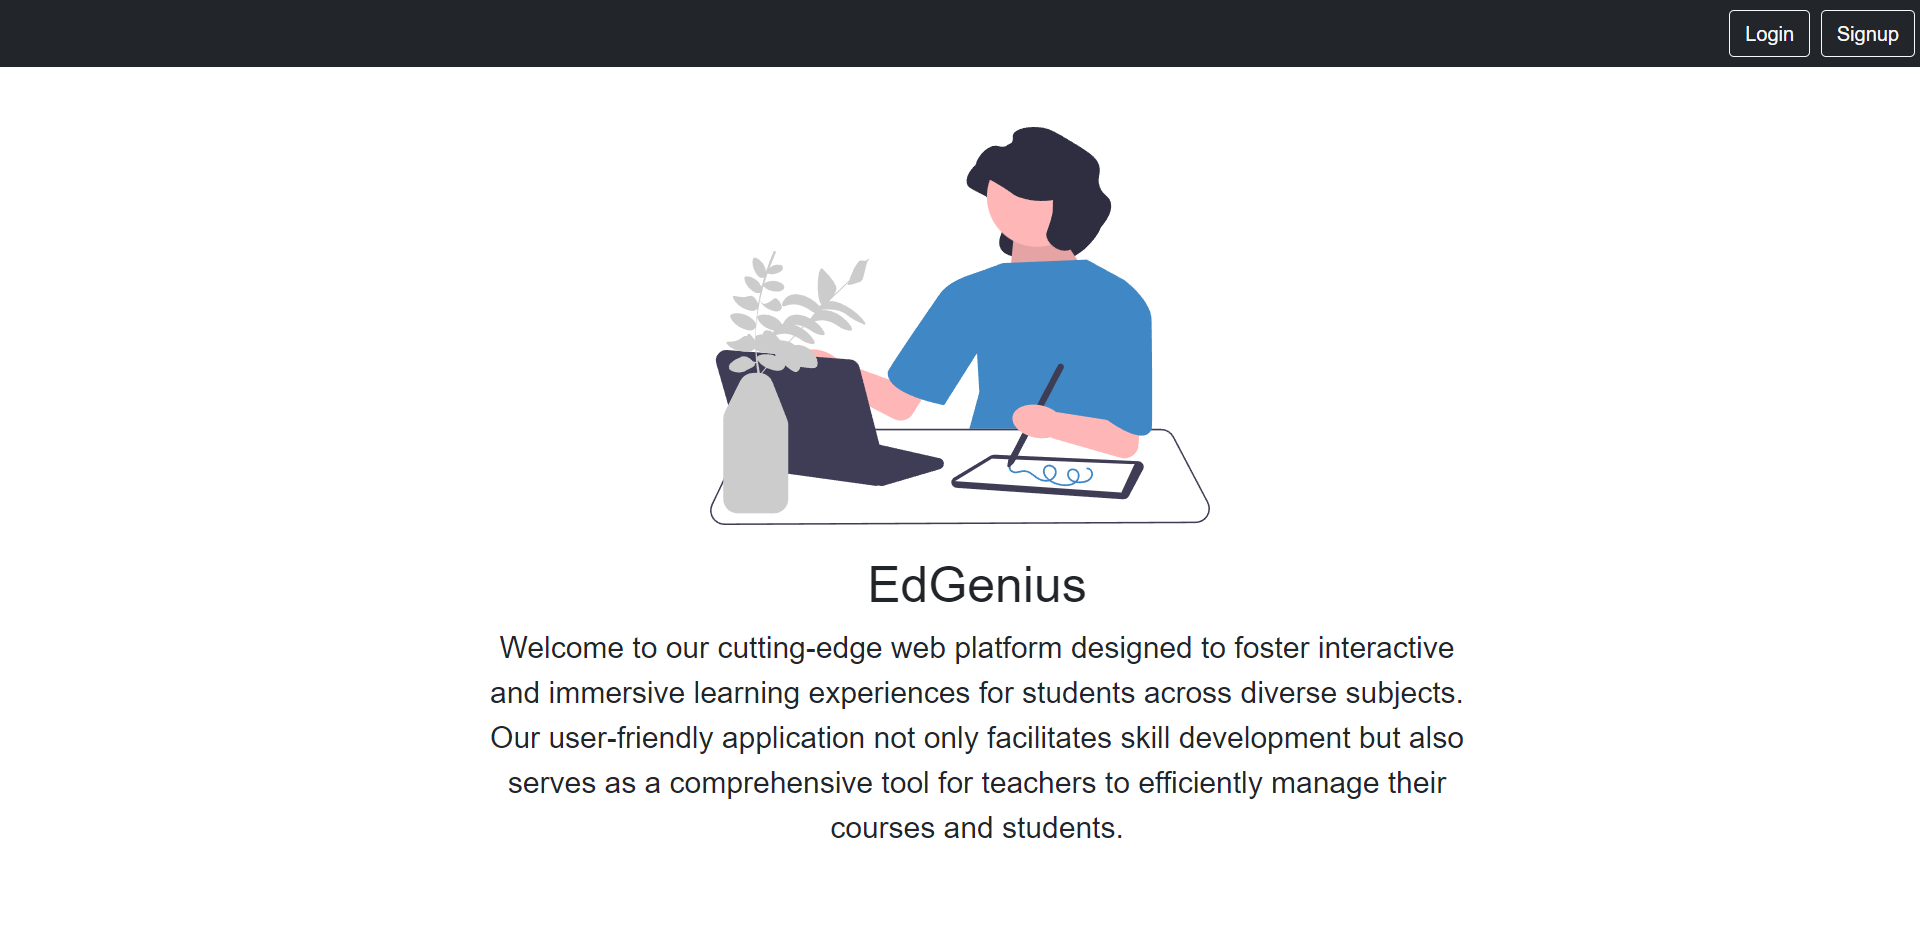 Login
Signup
EdGenius
Welcome to our cutting-edge web platform designed to foster interactive
and immersive learning experiences for students across diverse subjects.
Our user-friendly application not only facilitates skill development but also
serves as a comprehensive tool for teachers to efficiently manage their
courses and students.